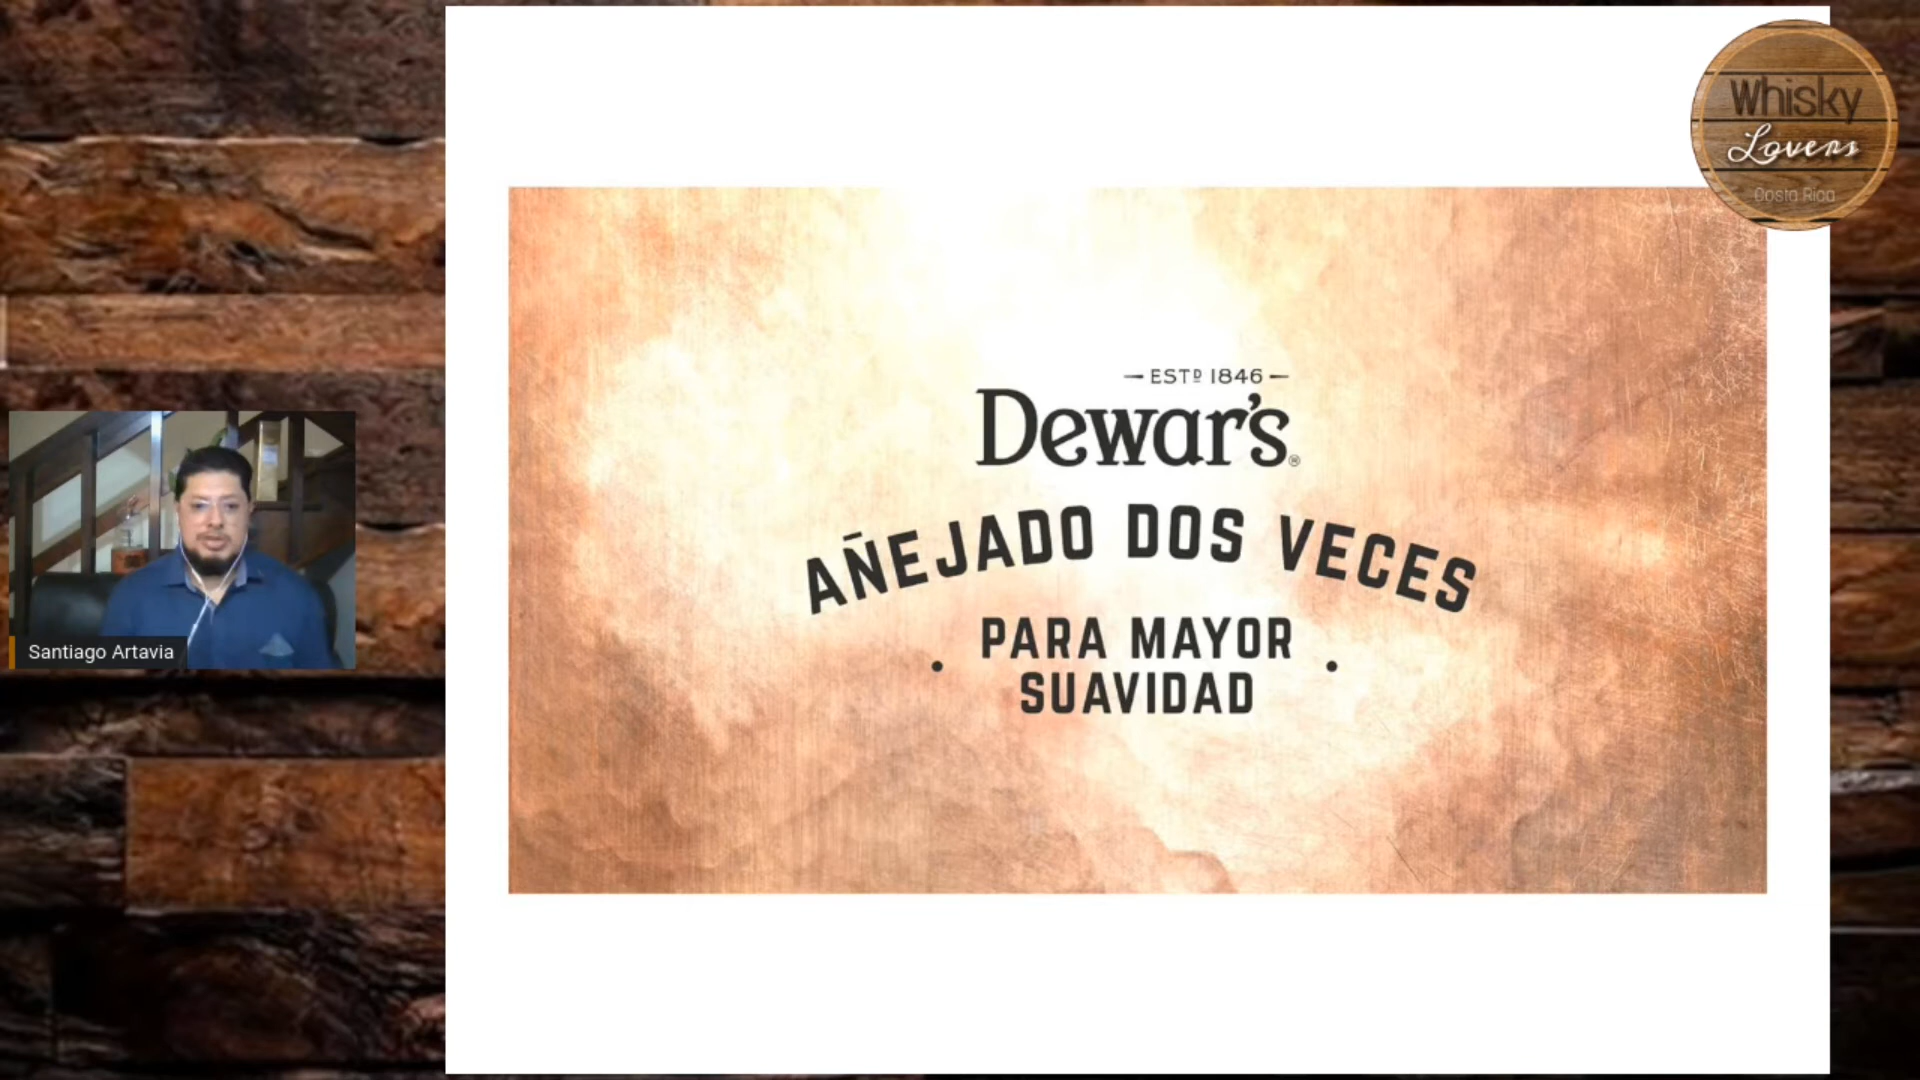 Whisky
Lovers
Costa Rica
ESTD 1846
Dewar's®
AÑEJADO DOS VECES
• PARA MAYOR •
SUAVIDAD
Santiago Artavia